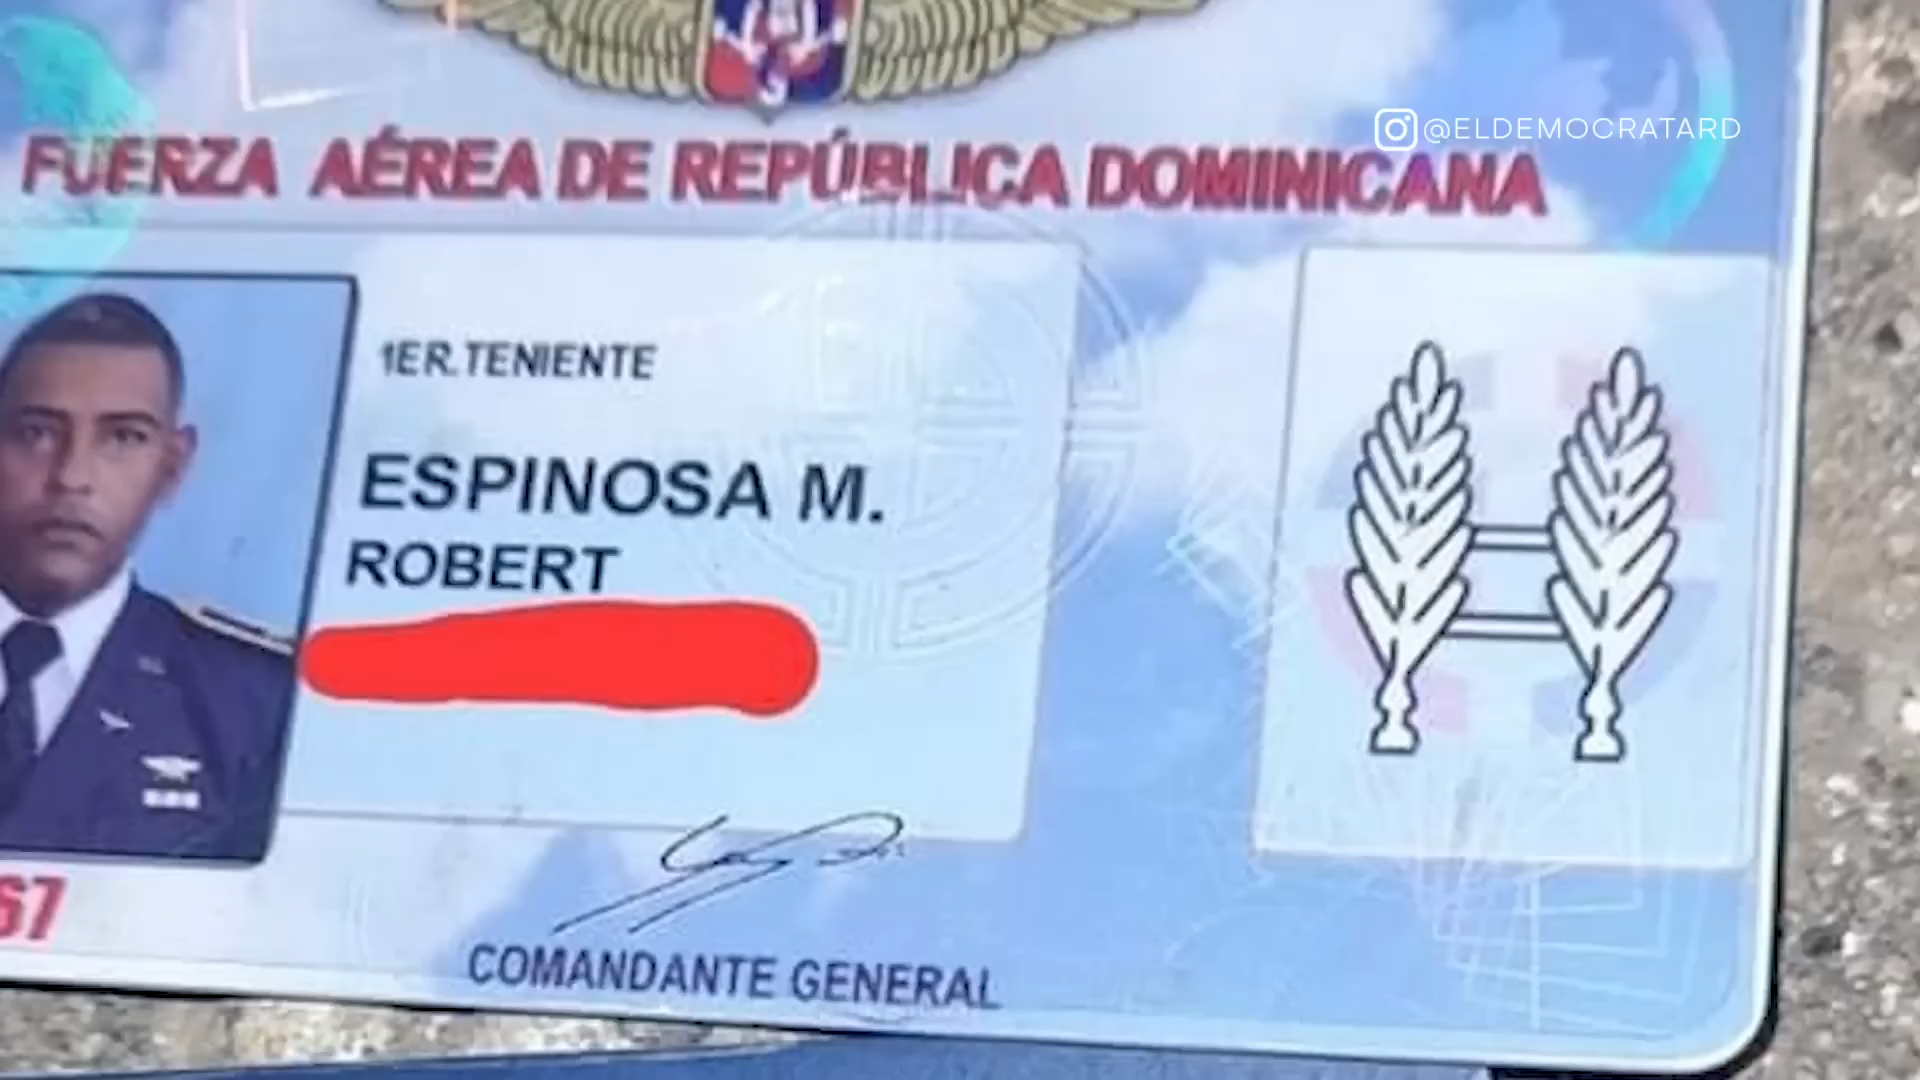 @ELDEMOCRATARD
FUERZA AÉREA DE REPÚBLICA DOMINICANA
1ER.TENIENTE
ESPINOSA M.
ROBERT
67
COMANDANTE GENERAL